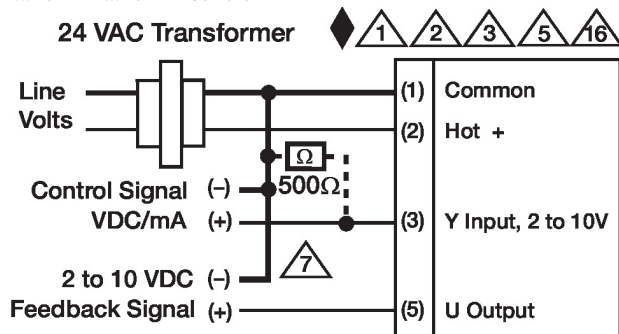 24 VAC Transformer 1 2 3 5 16
Line Volts
(1) Common
(2) Hot +
Ω
500Ω
Control Signal (–)
VDC/mA (+)
(3) Y Input, 2 to 10V
7
2 to 10 VDC (–)
Feedback Signal (+)
(5) U Output